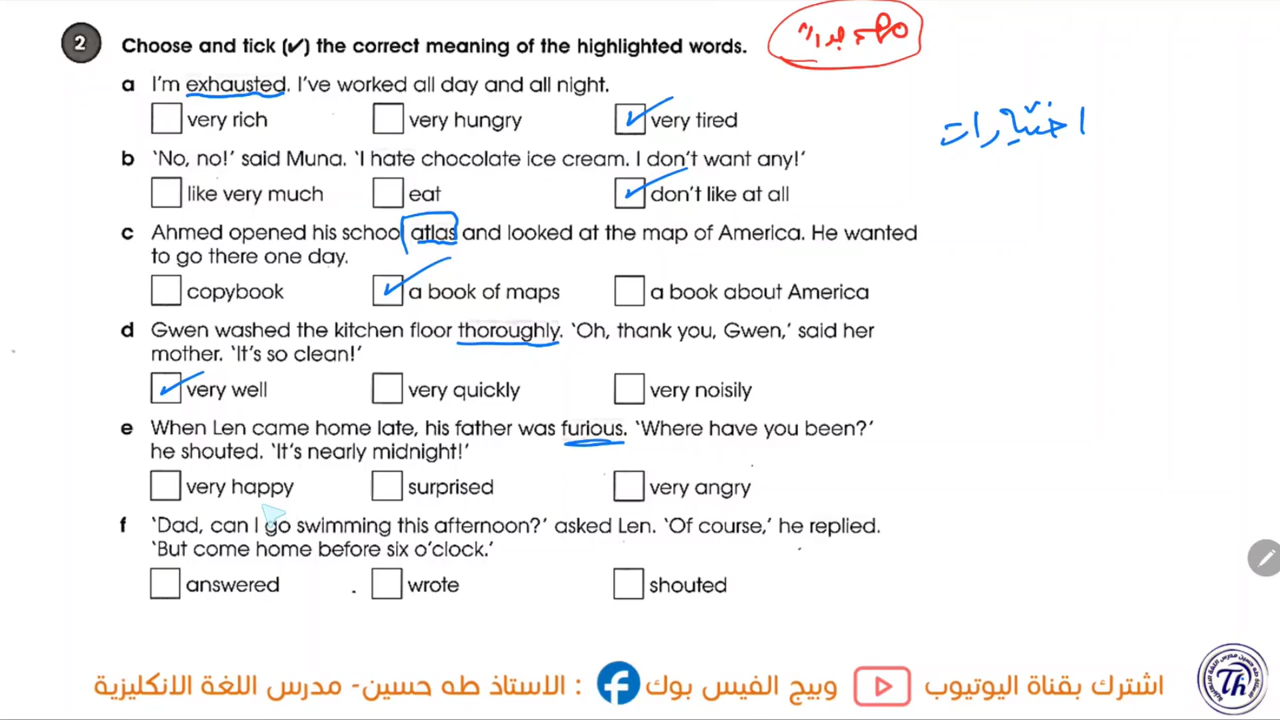 2 Choose and tick (✓) the correct meaning of the highlighted words.
مهم جداً
اختيارات
a I'm exhausted. I've worked all day and all night.
very rich very hungry ✓ very tired
b 'No, no!' said Muna. 'I hate chocolate ice cream. I don't want any!'
like very much eat ✓ don't like at all
c Ahmed opened his school atlas and looked at the map of America. He wanted
to go there one day.
copybook ✓ a book of maps a book about America
d Gwen washed the kitchen floor thoroughly. 'Oh, thank you, Gwen,' said her
mother. 'It's so clean!'
✓ very well very quickly very noisily
e When Len came home late, his father was furious. 'Where have you been?'
he shouted. 'It's nearly midnight!'
very happy surprised very angry
f 'Dad, can I go swimming this afternoon?' asked Len. 'Of course,' he replied.
'But come home before six o'clock.'
answered wrote shouted
اشترك بقناة اليوتيوب وبيج الفيس بوك : الاستاذ طه حسين- مدرس اللغة الانكليزية
Th